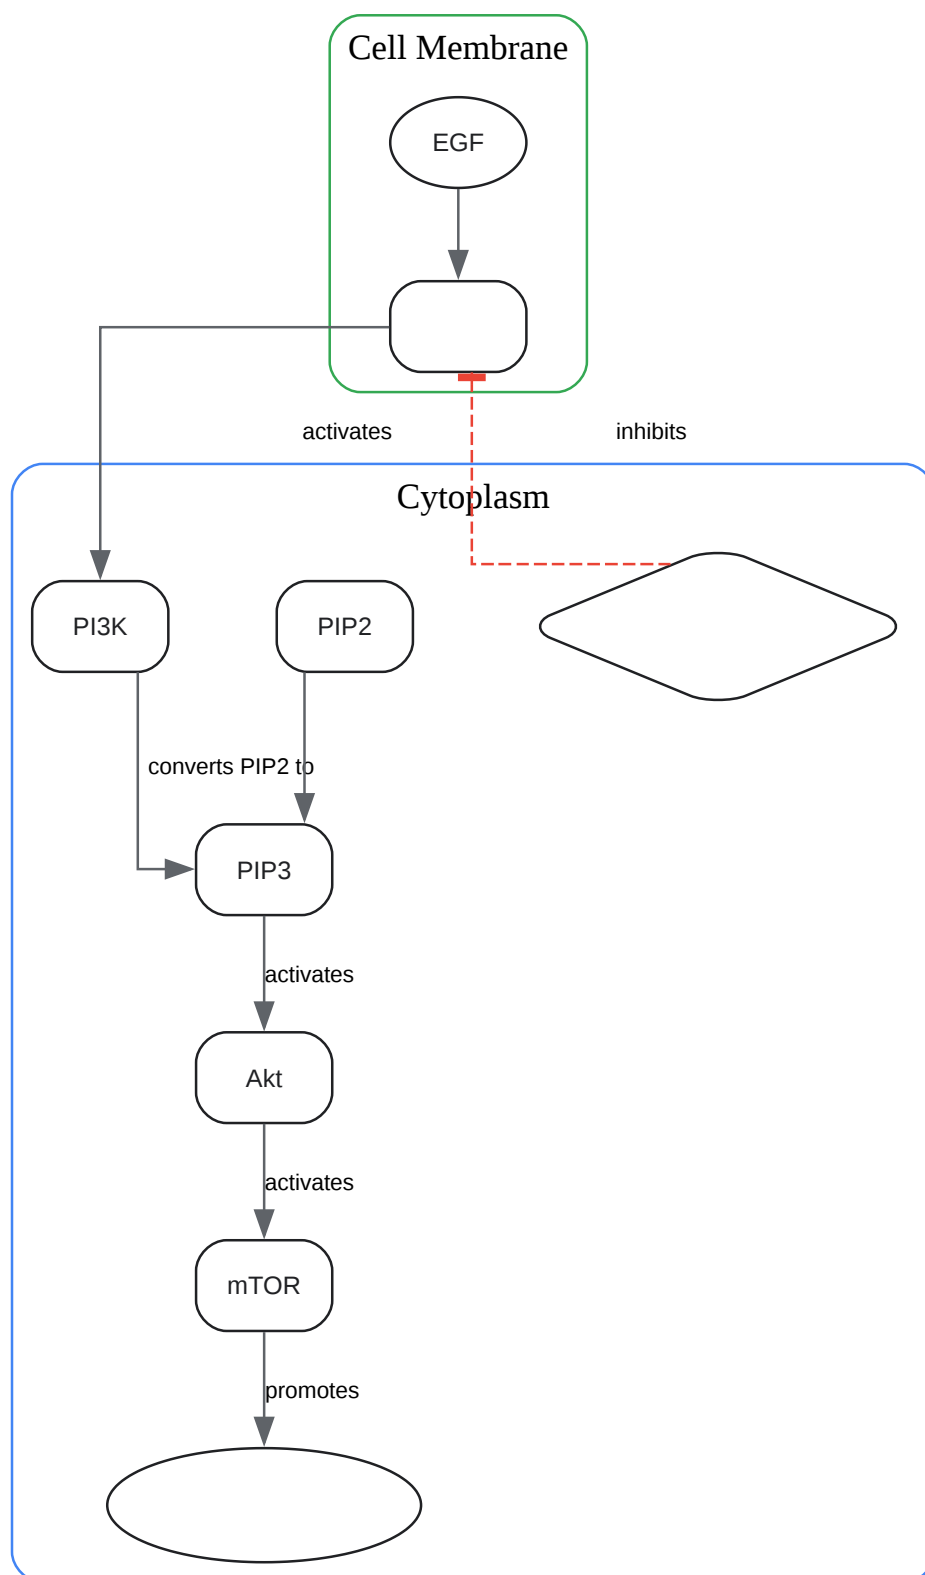 Cell Membrane
EGF
activates
inhibits
Cytoplasm
PI3K
PIP2
converts PIP2 to
PIP3
activates
Akt
activates
mTOR
promotes